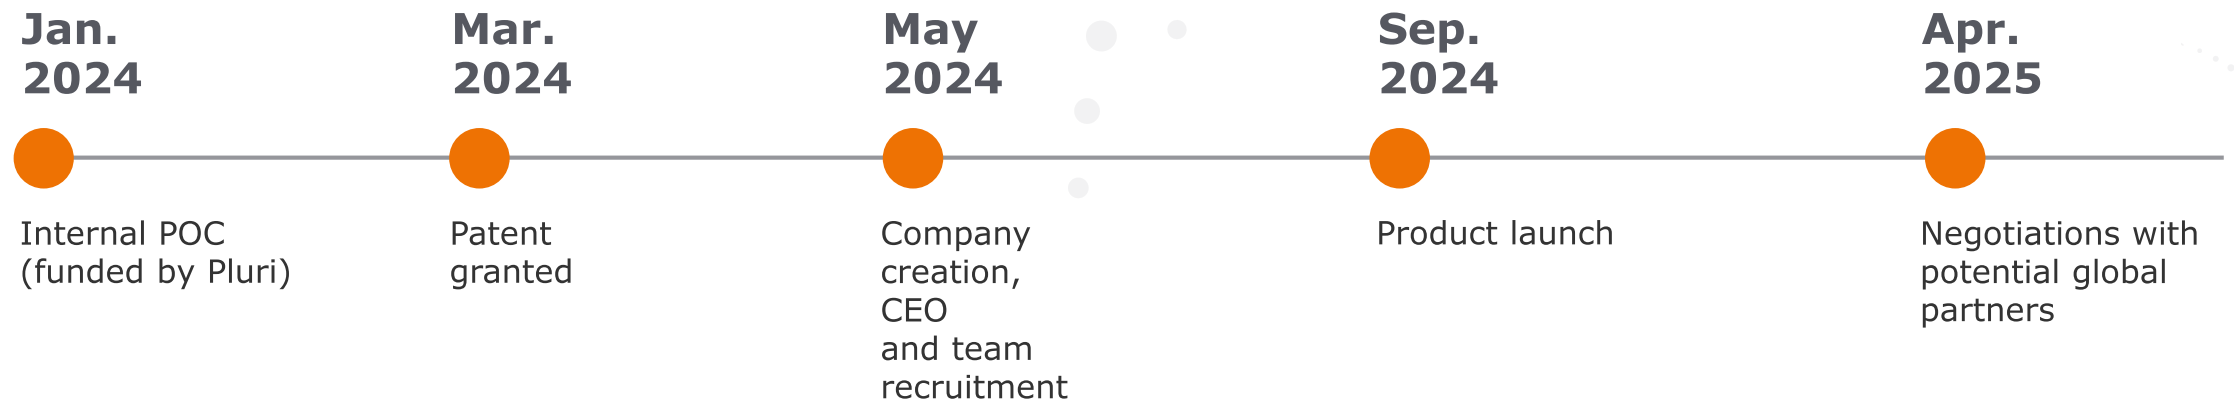 Jan.
2024
Mar.
2024
May
2024
Sep.
2024
Apr.
2025
Internal POC
(funded by Pluri)
Patent
granted
Company
creation,
CEO
and team
recruitment
Product launch
Negotiations with
potential global
partners